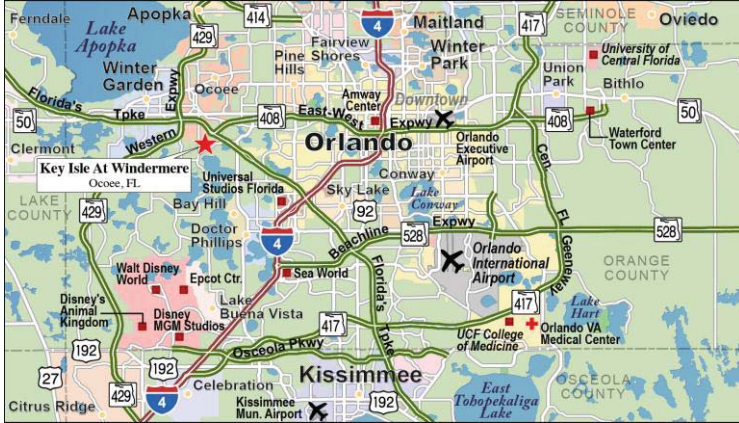 Ferndale
Lake
Apopka
Apopka
414
429
Maitland
4
417
SEMINOLE
COUNTY
Oviedo
Fairview
Shores
Pine
Hills
Winter
Park
University of
Central Florida
Winter
Garden
Expwy
Ocoee
Union
Park
Bithlo
Florida's
Tpke
50
Amway
Center
Downtown
East-West
Expwy
408
408
50
Western
Clermont
Orlando
Orlando
Executive
Airport
Waterford
Town Center
Key Isle At Windermere
Ocoee, FL
Universal
Studios Florida
Conway
Cen.
Sky Lake
Lake
Conway
LAKE
COUNTY
429
Bay Hill
92
Doctor
Phillips
4
Beachline
528
Expwy
FL
528
Greeneway
Orlando
International
Airport
ORANGE
COUNTY
Walt Disney
World
Epcot Ctr.
Sea World
Florida's
Tpke
Disney's
Animal
Kingdom
Lake
Buena Vista
Disney
MGM Studios
417
417
Lake
Hart
UCF College
of Medicine
Orlando VA
Medical Center
192
192
Osceola Pkwy
27
Kissimmee
OSCEOLA
COUNTY
Citrus Ridge
429
4
Celebration
Kissimmee
Mun. Airport
192
East
Tohopekaliga
Lake